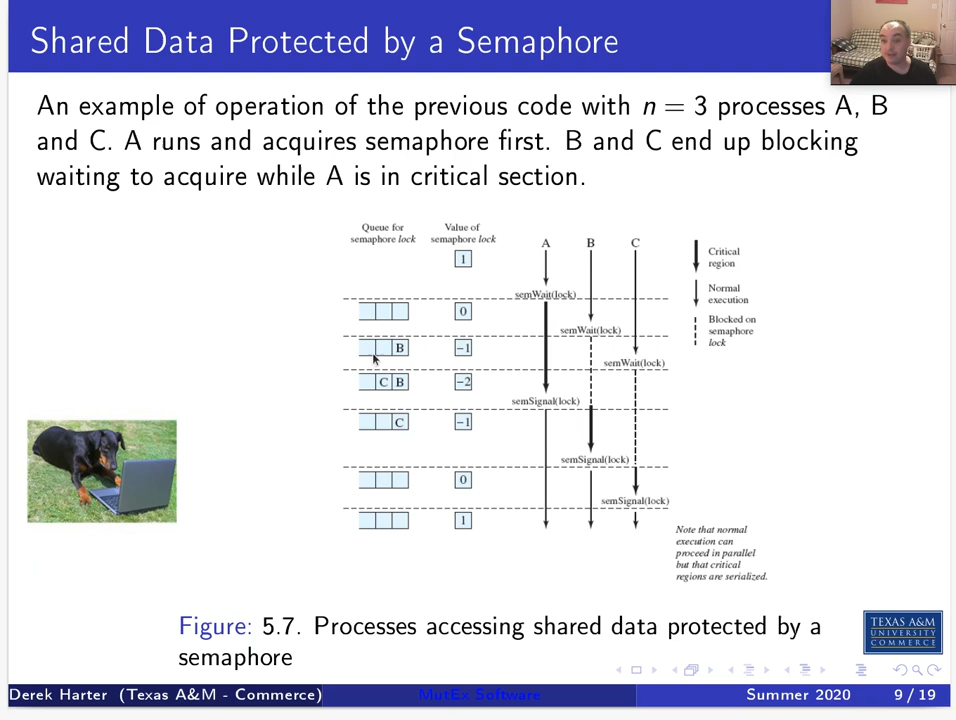 Shared Data Protected by a Semaphore
An example of operation of the previous code with n = 3 processes A, B
and C. A runs and acquires semaphore first. B and C end up blocking
waiting to acquire while A is in critical section.
Queue for
semaphore lock
Value of
semaphore lock
A
B
C
1
Critical
region
Normal
execution
Blocked on
semaphore
lock
semWait(lock)
0
semWait(lock)
B
−1
semWait(lock)
C B
−2
semSignal(lock)
C
−1
semSignal(lock)
0
semSignal(lock)
1
Note that normal
execution can
proceed in parallel
but that critical
regions are serialized.
Figure: 5.7. Processes accessing shared data protected by a
semaphore
TEXAS A&M
UNIVERSITY
COMMERCE
Derek Harter (Texas A&M - Commerce)
MutEx Software
Summer 2020
9 / 19